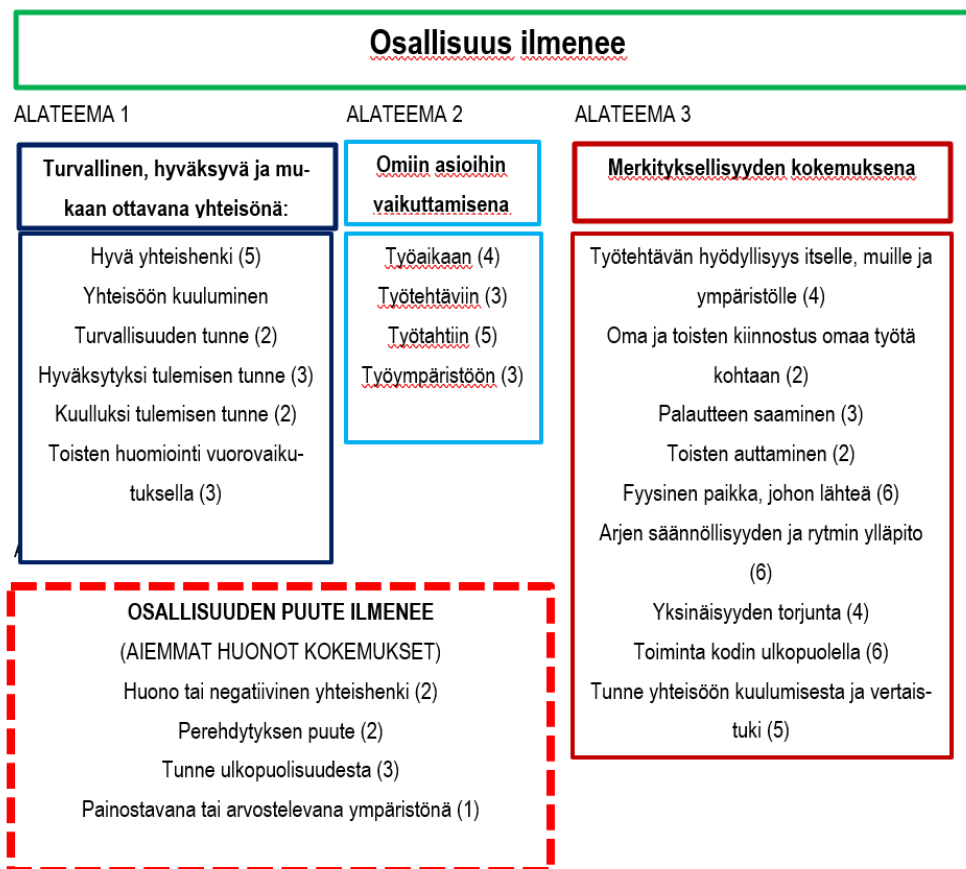 Osallisuus ilmenee
ALATEEMA 1
Turvallinen, hyväksyvä ja mu-
kaan ottavana yhteisönä:
Hyvä yhteishenki (5)
Yhteisöön kuuluminen
Turvallisuuden tunne (2)
Hyväksytyksi tulemisen tunne (3)
Kuulluksi tulemisen tunne (2)
Toisten huomiointi vuorovaiku-
tuksella (3)
ALATEEMA 2
Omiin asioihin
vaikuttamisena
Työaikaan (4)
Työtehtäviin (3)
Työtahtiin (5)
Työympäristöön (3)
ALATEEMA 3
Merkityksellisyyden kokemuksena
Työtehtävän hyödyllisyys itselle, muille ja
ympäristölle (4)
Oma ja toisten kiinnostus omaa työtä
kohtaan (2)
Palautteen saaminen (3)
Toisten auttaminen (2)
Fyysinen paikka, johon lähteä (6)
Arjen säännöllisyyden ja rytmin ylläpito
(6)
Yksinäisyyden torjunta (4)
Toiminta kodin ulkopuolella (6)
Tunne yhteisöön kuulumisesta ja vertais-
tuki (5)
OSALLISUUDEN PUUTE ILMENEE
(AIEMMAT HUONOT KOKEMUKSET)
Huono tai negatiivinen yhteishenki (2)
Perehdytyksen puute (2)
Tunne ulkopuolisuudesta (3)
Painostavana tai arvostelevana ympäristönä (1)